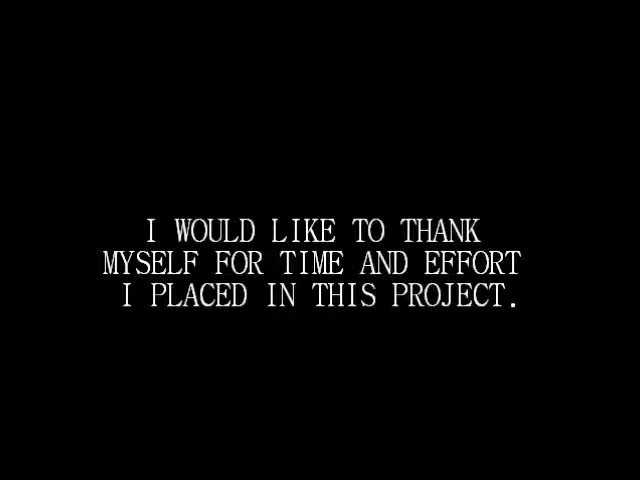 I WOULD LIKE TO THANK
MYSELF FOR TIME AND EFFORT
I PLACED IN THIS PROJECT.